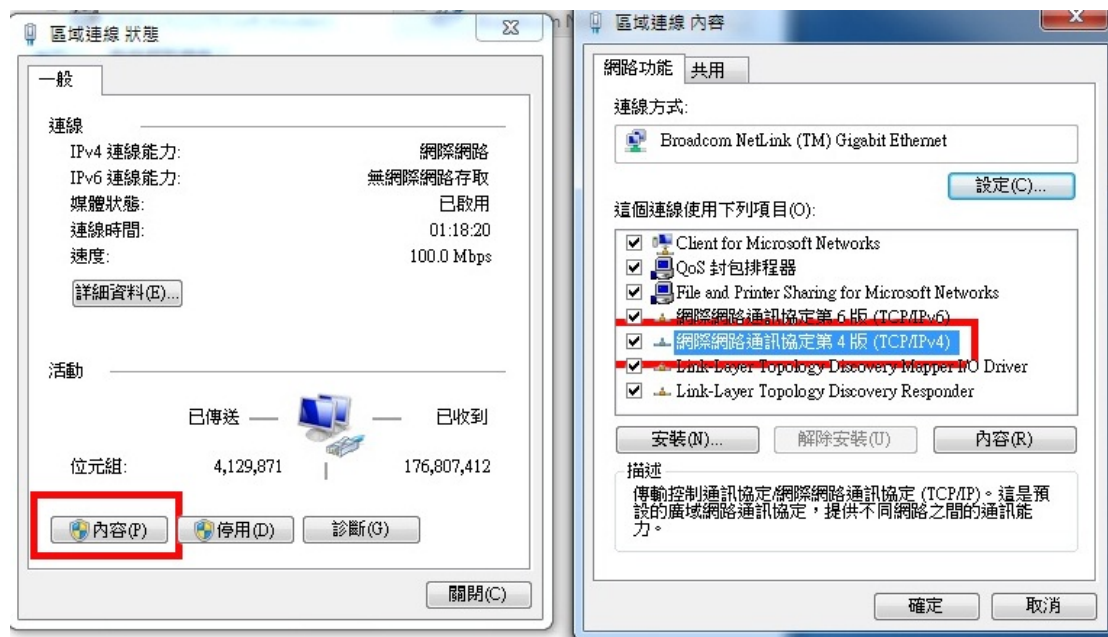 區域連線 狀態
一般
連線
IPv4 連線能力: 網際網路
IPv6 連線能力: 無網際網路存取
媒體狀態: 已啟用
連線時間: 01:18:20
速度: 100.0 Mbps
詳細資料(E)...
活動
已傳送 — — 已收到
位元組: 4,129,871 | 176,807,412
內容(P) 停用(D) 診斷(G)
關閉(C)
區域連線 內容
網路功能 共用
連線方式:
Broadcom NetLink (TM) Gigabit Ethernet
設定(C)...
這個連線使用下列項目(O):
Client for Microsoft Networks
QoS 封包排程器
File and Printer Sharing for Microsoft Networks
網際網路通訊協定第 6 版 (TCP/IPv6)
網際網路通訊協定第 4 版 (TCP/IPv4)
Link-Layer Topology Discovery Mapper I/O Driver
Link-Layer Topology Discovery Responder
安裝(N)... 解除安裝(U) 內容(R)
描述
傳輸控制通訊協定/網際網路通訊協定 (TCP/IP)。這是預
設的廣域網路通訊協定，提供不同網路之間的通訊能
力。
確定 取消